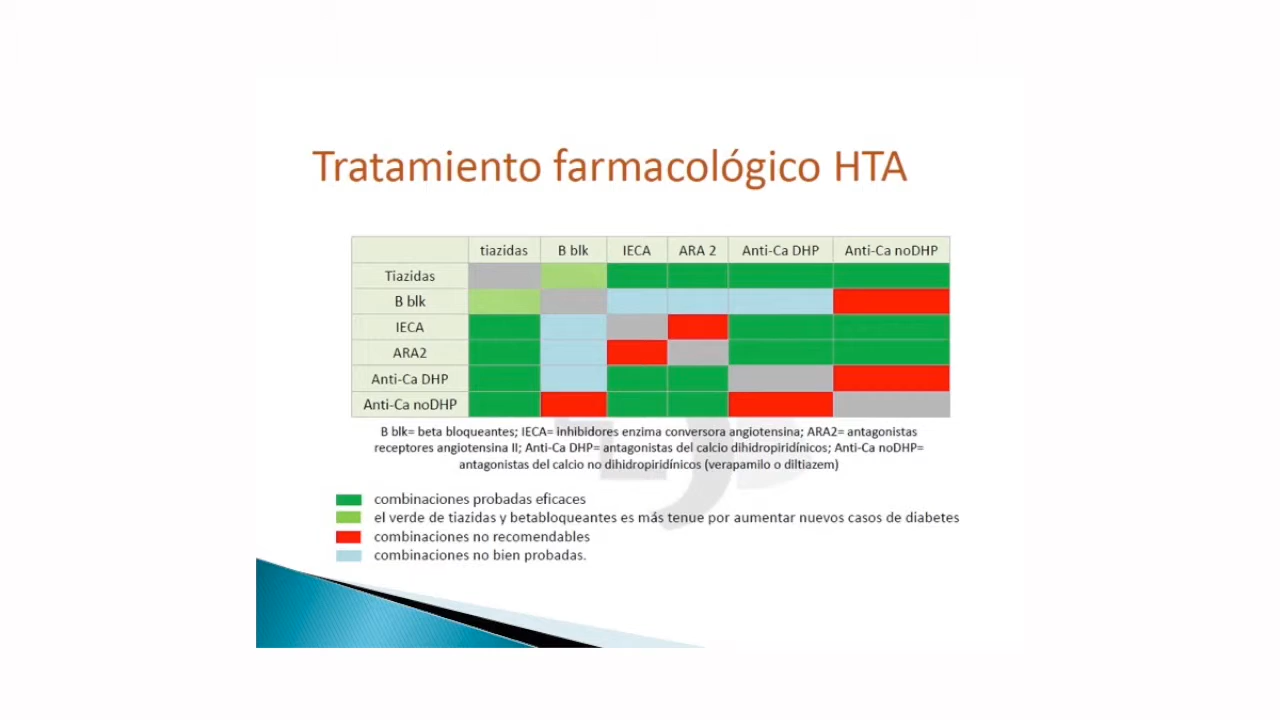 Tratamiento farmacológico HTA
tiazidas B blk IECA ARA 2 Anti-Ca DHP Anti-Ca noDHP
Tiazidas
B blk
IECA
ARA2
Anti-Ca DHP
Anti-Ca noDHP
B blk= beta bloqueantes; IECA= inhibidores enzima conversora angiotensina; ARA2= antagonistas
receptores angiotensina II; Anti-Ca DHP= antagonistas del calcio dihidropiridínicos; Anti-Ca noDHP=
antagonistas del calcio no dihidropiridínicos (verapamilo o diltiazem)
combinaciones probadas eficaces
el verde de tiazidas y betabloqueantes es más tenue por aumentar nuevos casos de diabetes
combinaciones no recomendables
combinaciones no bien probadas.